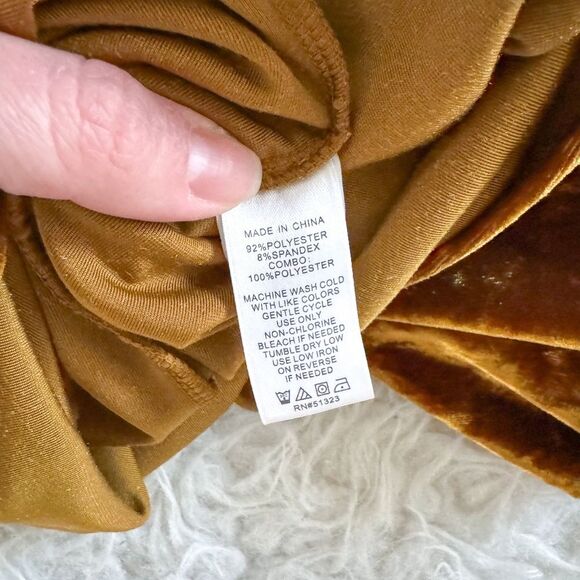 MADE IN CHINA
92%POLYESTER
8%SPANDEX
COMBO:
100%POLYESTER
MACHINE WASH COLD
WITH LIKE COLORS
GENTLE CYCLE
USE ONLY
NON-CHLORINE
BLEACH IF NEEDED
TUMBLE DRY LOW
USE LOW IRON
ON REVERSE
IF NEEDED
RN#51323